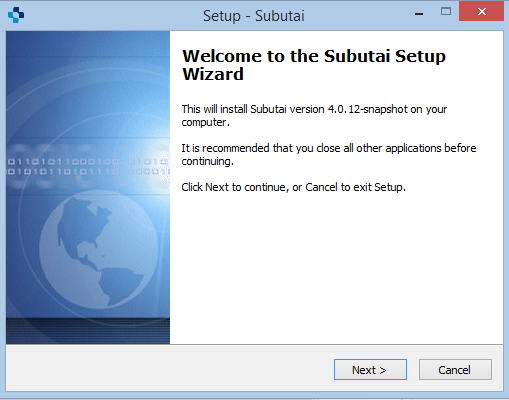 Setup - Subutai
Welcome to the Subutai Setup
Wizard
This will install Subutai version 4.0.12-snapshot on your
computer.
It is recommended that you close all other applications before
continuing.
Click Next to continue, or Cancel to exit Setup.
Next >
Cancel